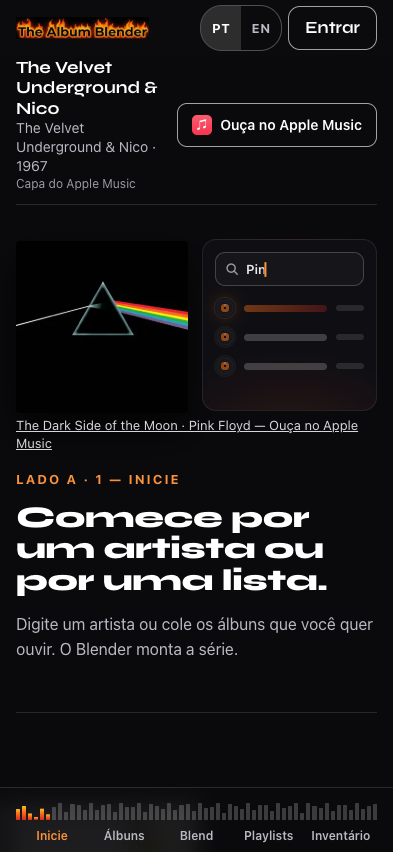 The Album Blender
PT EN
Entrar
The Velvet
Underground &
Nico
The Velvet
Underground & Nico ·
1967
Capa do Apple Music
Ouça no Apple Music
Pin
The Dark Side of the Moon · Pink Floyd — Ouça no Apple
Music
LADO A · 1 — INICIE
Comece por
um artista ou
por uma lista.
Digite um artista ou cole os álbuns que você quer
ouvir. O Blender monta a série.
Inicie Álbuns Blend Playlists Inventário